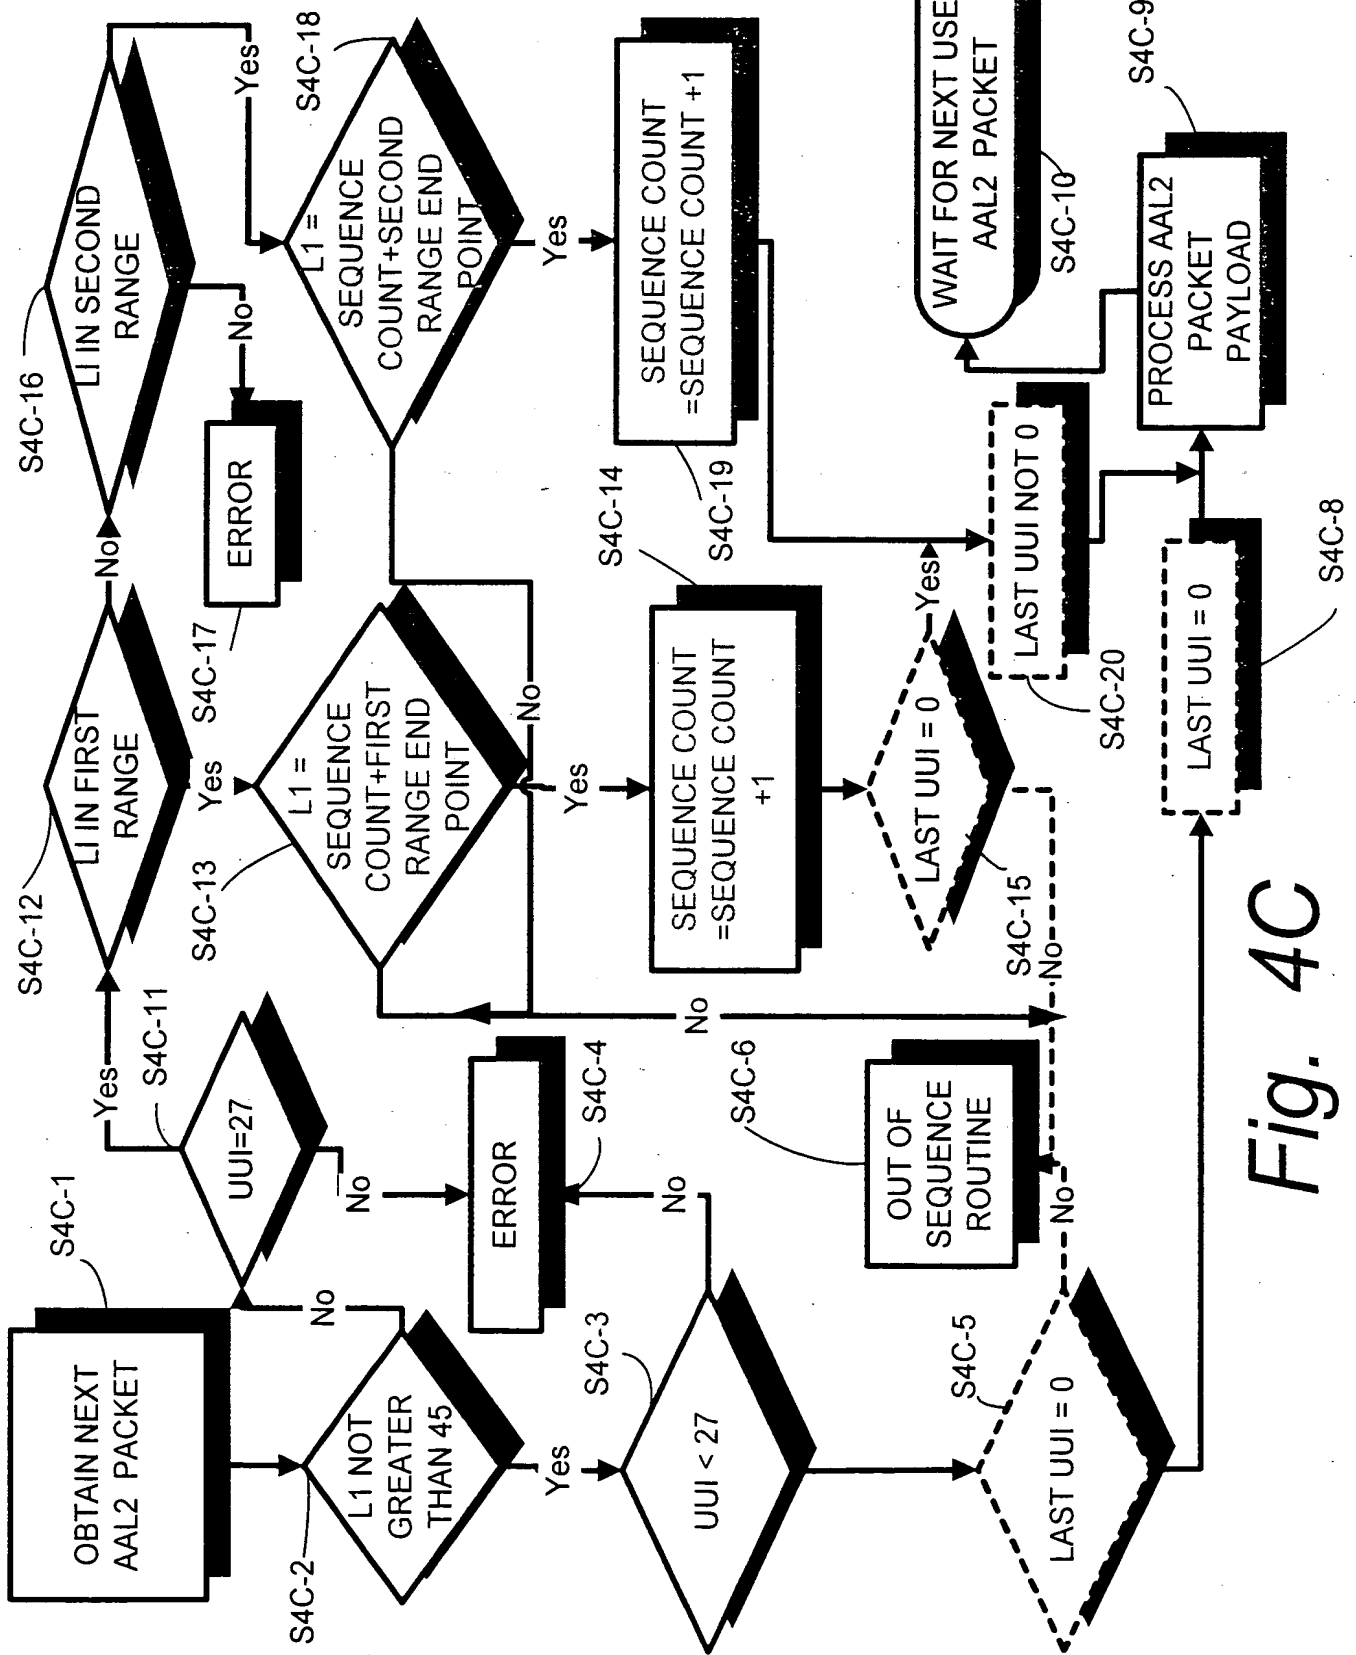 OBTAIN NEXT
AAL2 PACKET
S4C-1
L1 NOT
GREATER
THAN 45
S4C-2
No
Yes
UUI=27
S4C-11
Yes
No
ERROR
S4C-4
UUI < 27
S4C-3
No
LAST UUI = 0
S4C-5
No
OUT OF
SEQUENCE
ROUTINE
S4C-6
LI IN FIRST
RANGE
S4C-12
No
Yes
L1 =
SEQUENCE
COUNT+FIRST
RANGE END
POINT
S4C-13
No
Yes
SEQUENCE COUNT
=SEQUENCE COUNT
+1
S4C-14
LAST UUI = 0
S4C-15
No
Yes
LI IN SECOND
RANGE
S4C-16
No
Yes
ERROR
S4C-17
L1 =
SEQUENCE
COUNT+SECOND
RANGE END
POINT
S4C-18
No
Yes
SEQUENCE COUNT
=SEQUENCE COUNT +1
S4C-19
LAST UUI NOT 0
S4C-20
LAST UUI = 0
S4C-8
PROCESS AAL2
PACKET
PAYLOAD
S4C-9
WAIT FOR NEXT USE
AAL2 PACKET
S4C-10
Fig. 4C